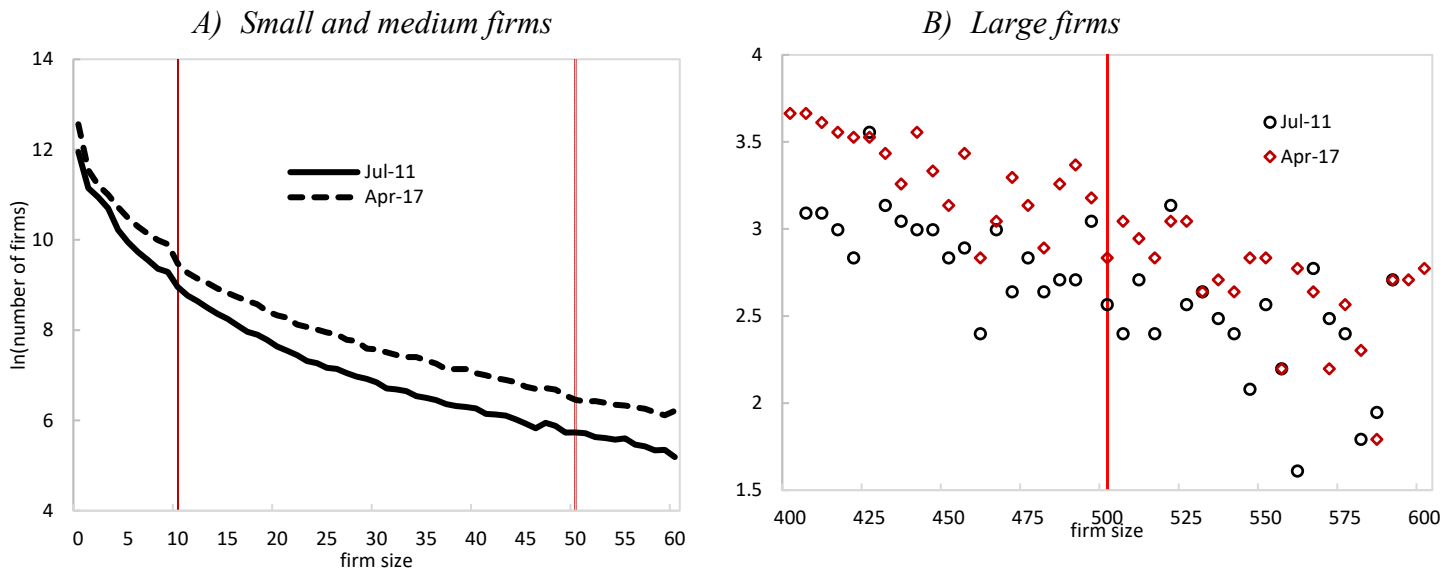 A) Small and medium firms
14
12
10
8
6
4
ln(number of firms)
Jul-11
Apr-17
0 5 10 15 20 25 30 35 40 45 50 55 60
firm size
B) Large firms
4
3.5
3
2.5
2
1.5
Jul-11
Apr-17
400 425 450 475 500 525 550 575 600
firm size